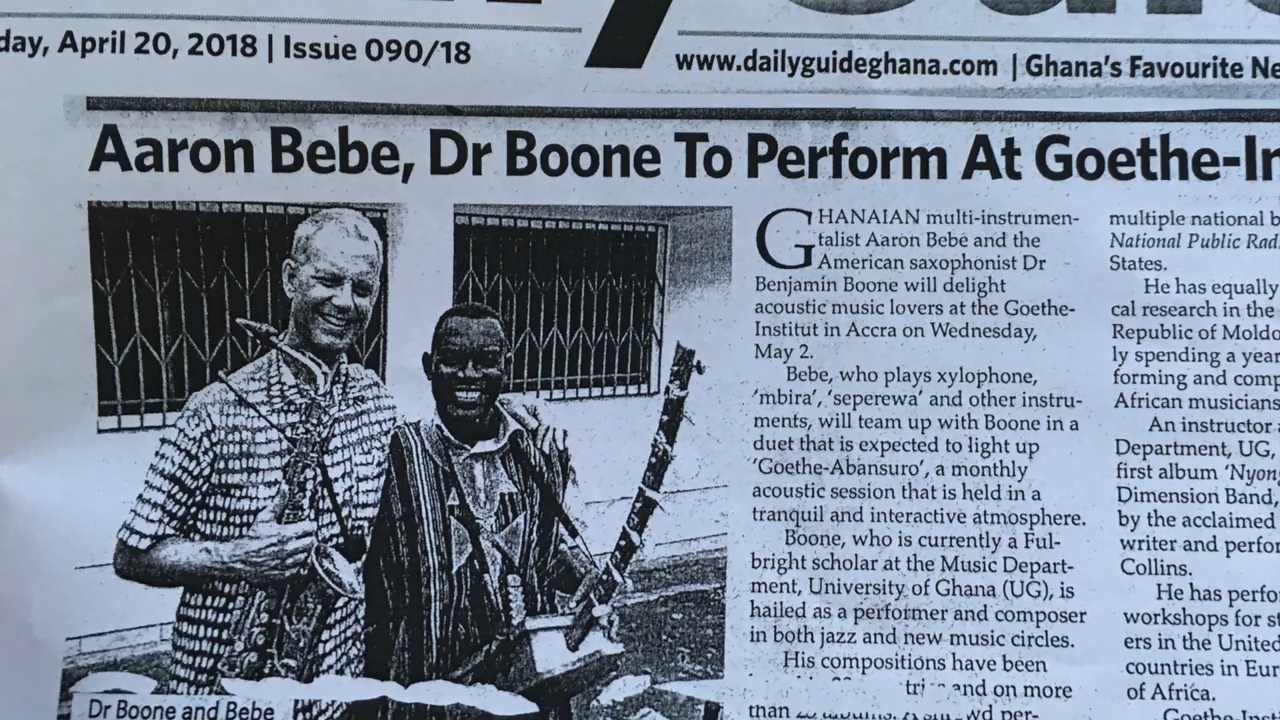 day, April 20, 2018 | Issue 090/18
www.dailyguideghana.com | Ghana's Favourite Ne
Aaron Bebe, Dr Boone To Perform At Goethe-In
GHANAIAN multi-instrumen-
talist Aaron Bebe and the
American saxophonist Dr
Benjamin Boone will delight
acoustic music lovers at the Goethe-
Institut in Accra on Wednesday,
May 2.
Bebe, who plays xylophone,
'mbira', 'seperewa' and other instru-
ments, will team up with Boone in a
duet that is expected to light up
'Goethe-Abansuro', a monthly
acoustic session that is held in a
tranquil and interactive atmosphere.
Boone, who is currently a Ful-
bright scholar at the Music Depart-
ment, University of Ghana (UG), is
hailed as a performer and composer
in both jazz and new music circles.
His compositions have been
and on more
than
per-
multiple national b
National Public Rad
States.
He has equally
cal research in the
Republic of Moldo
ly spending a year
forming and comp
African musicians
An instructor
Department, UG,
first album 'Nyon
Dimension Band,
by the acclaimed
writer and perfor
Collins.
He has perfo
workshops for st
ers in the United
countries in Eur
of Africa.
Goethe-Inst
Dr Boone and Bebe